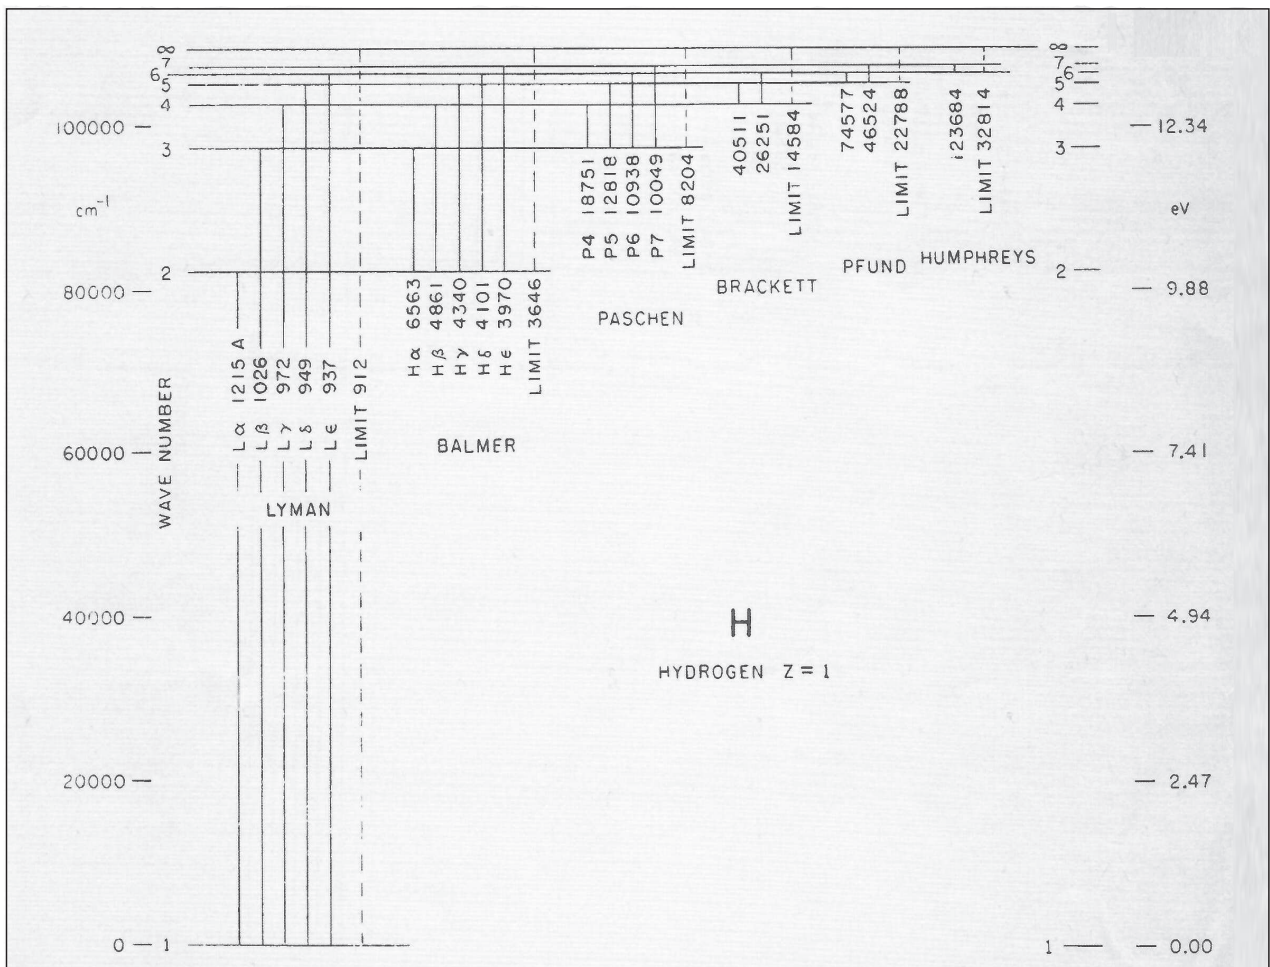 ∞
7
6
5
4
100000
3
cm⁻¹
2
80000
WAVE NUMBER
60000
40000
20000
0
1
Lα 1215 A
Lβ 1026
Lγ 972
Lδ 949
Lϵ 937
LIMIT 912
LYMAN
Hα 6563
Hβ 4861
Hγ 4340
Hδ 4101
Hϵ 3970
LIMIT 3646
BALMER
P4 18751
P5 12818
P6 10938
P7 10049
LIMIT 8204
PASCHEN
40511
26251
LIMIT 14584
BRACKETT
74577
46524
LIMIT 22788
PFUND
123684
LIMIT 32814
HUMPHREYS
H
HYDROGEN Z = 1
∞
7
6
5
4
3
2
1
12.34
eV
9.88
7.41
4.94
2.47
0.00